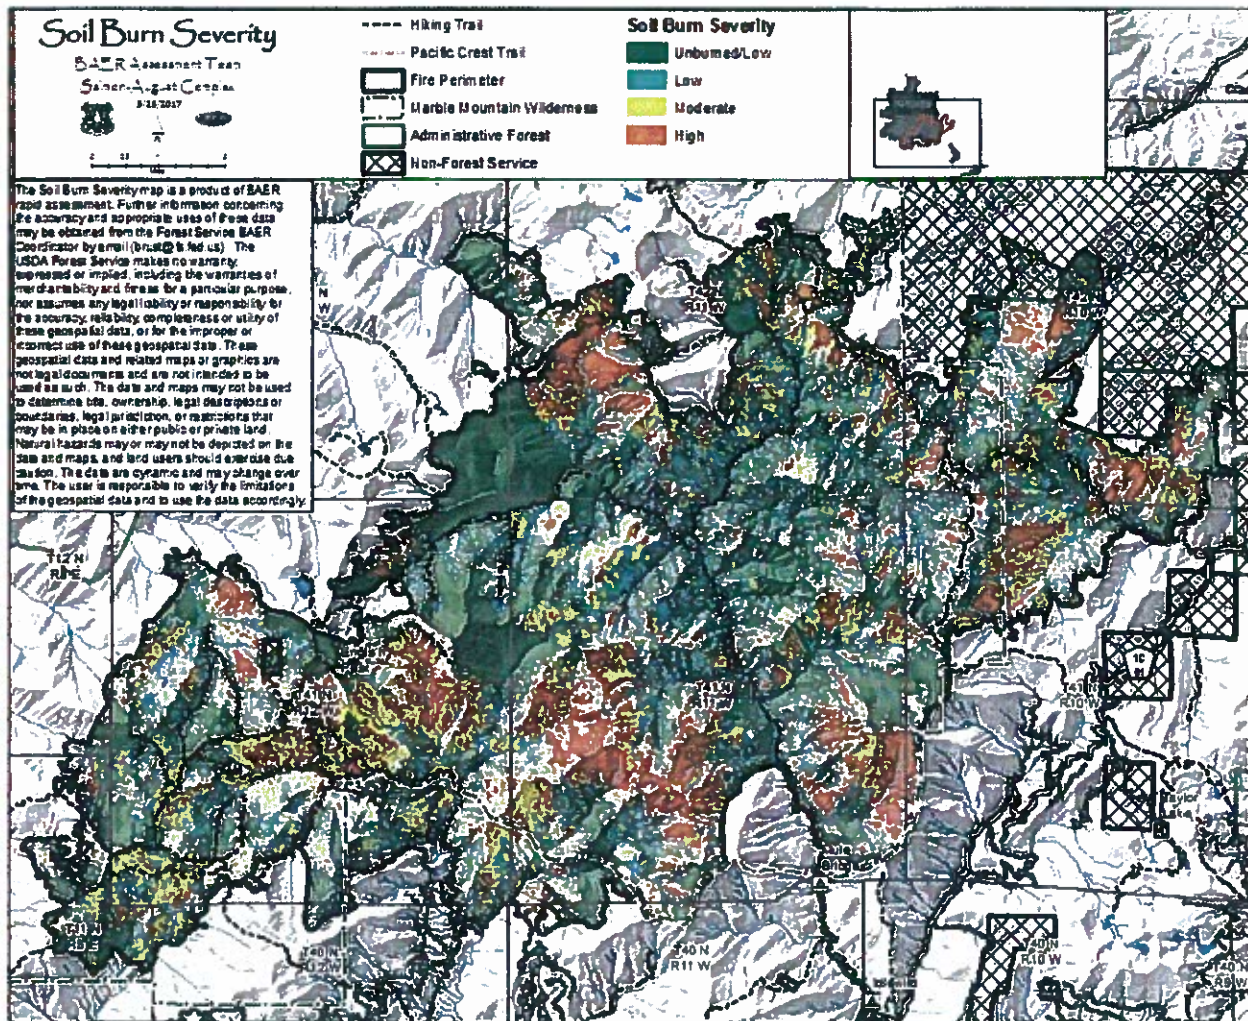 Soil Burn Severity
BAER Assessment Team
Salmon-August Complex
Hiking Trail
Pacific Crest Trail
Fire Perimeter
Marble Mountain Wilderness
Administrative Forest
Non-Forest Service
Soil Burn Severity
Unburned/Low
Low
Moderate
High
The Soil Burn Severity map is a product of BAER
rapid assessment. Further information concerning
the accuracy and appropriate uses of these data
may be obtained from the Forest Service BAER
Coordinator by email The
USDA Forest Service makes no warranty,
expressed or implied, including the warranties of
merchantability and fitness for a particular purpose,
nor assumes any legal liability or responsibility for
the accuracy, reliability, completeness or utility of
these geospatial data, or for the improper or
incorrect use of these geospatial data. These
geospatial data and related maps or graphics are
not legal documents and are not intended to be
used as such. The data and maps may not be used
to determine title, ownership, legal descriptions or
boundaries, legal jurisdiction, or restrictions that
may be in place on either public or private land.
Natural hazards may or may not be depicted on the
data and maps, and land users should exercise due
caution. The data are dynamic and may change over
time. The user is responsible to verify the limitations
of the geospatial data and to use the data accordingly.
T41 N
R10 W
Taylor
Lake
T40 N
R11 W
T40 N
R10 W
T40 N
R9 W